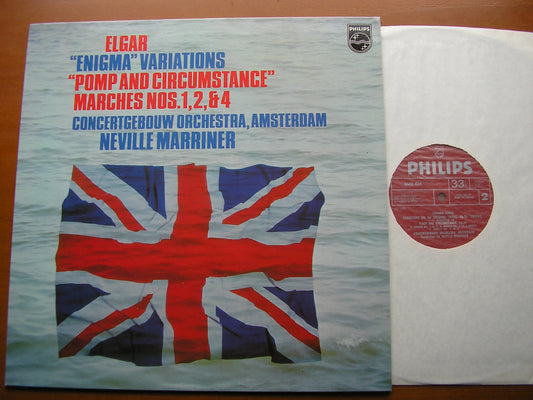 ELGAR
PHILIPS
"ENIGMA" VARIATIONS
"POMP AND CIRCUMSTANCE"
MARCHES NOS.1,2,&4
CONCERTGEBOUW ORCHESTRA, AMSTERDAM
NEVILLE MARRINER
PHILIPS
33
2